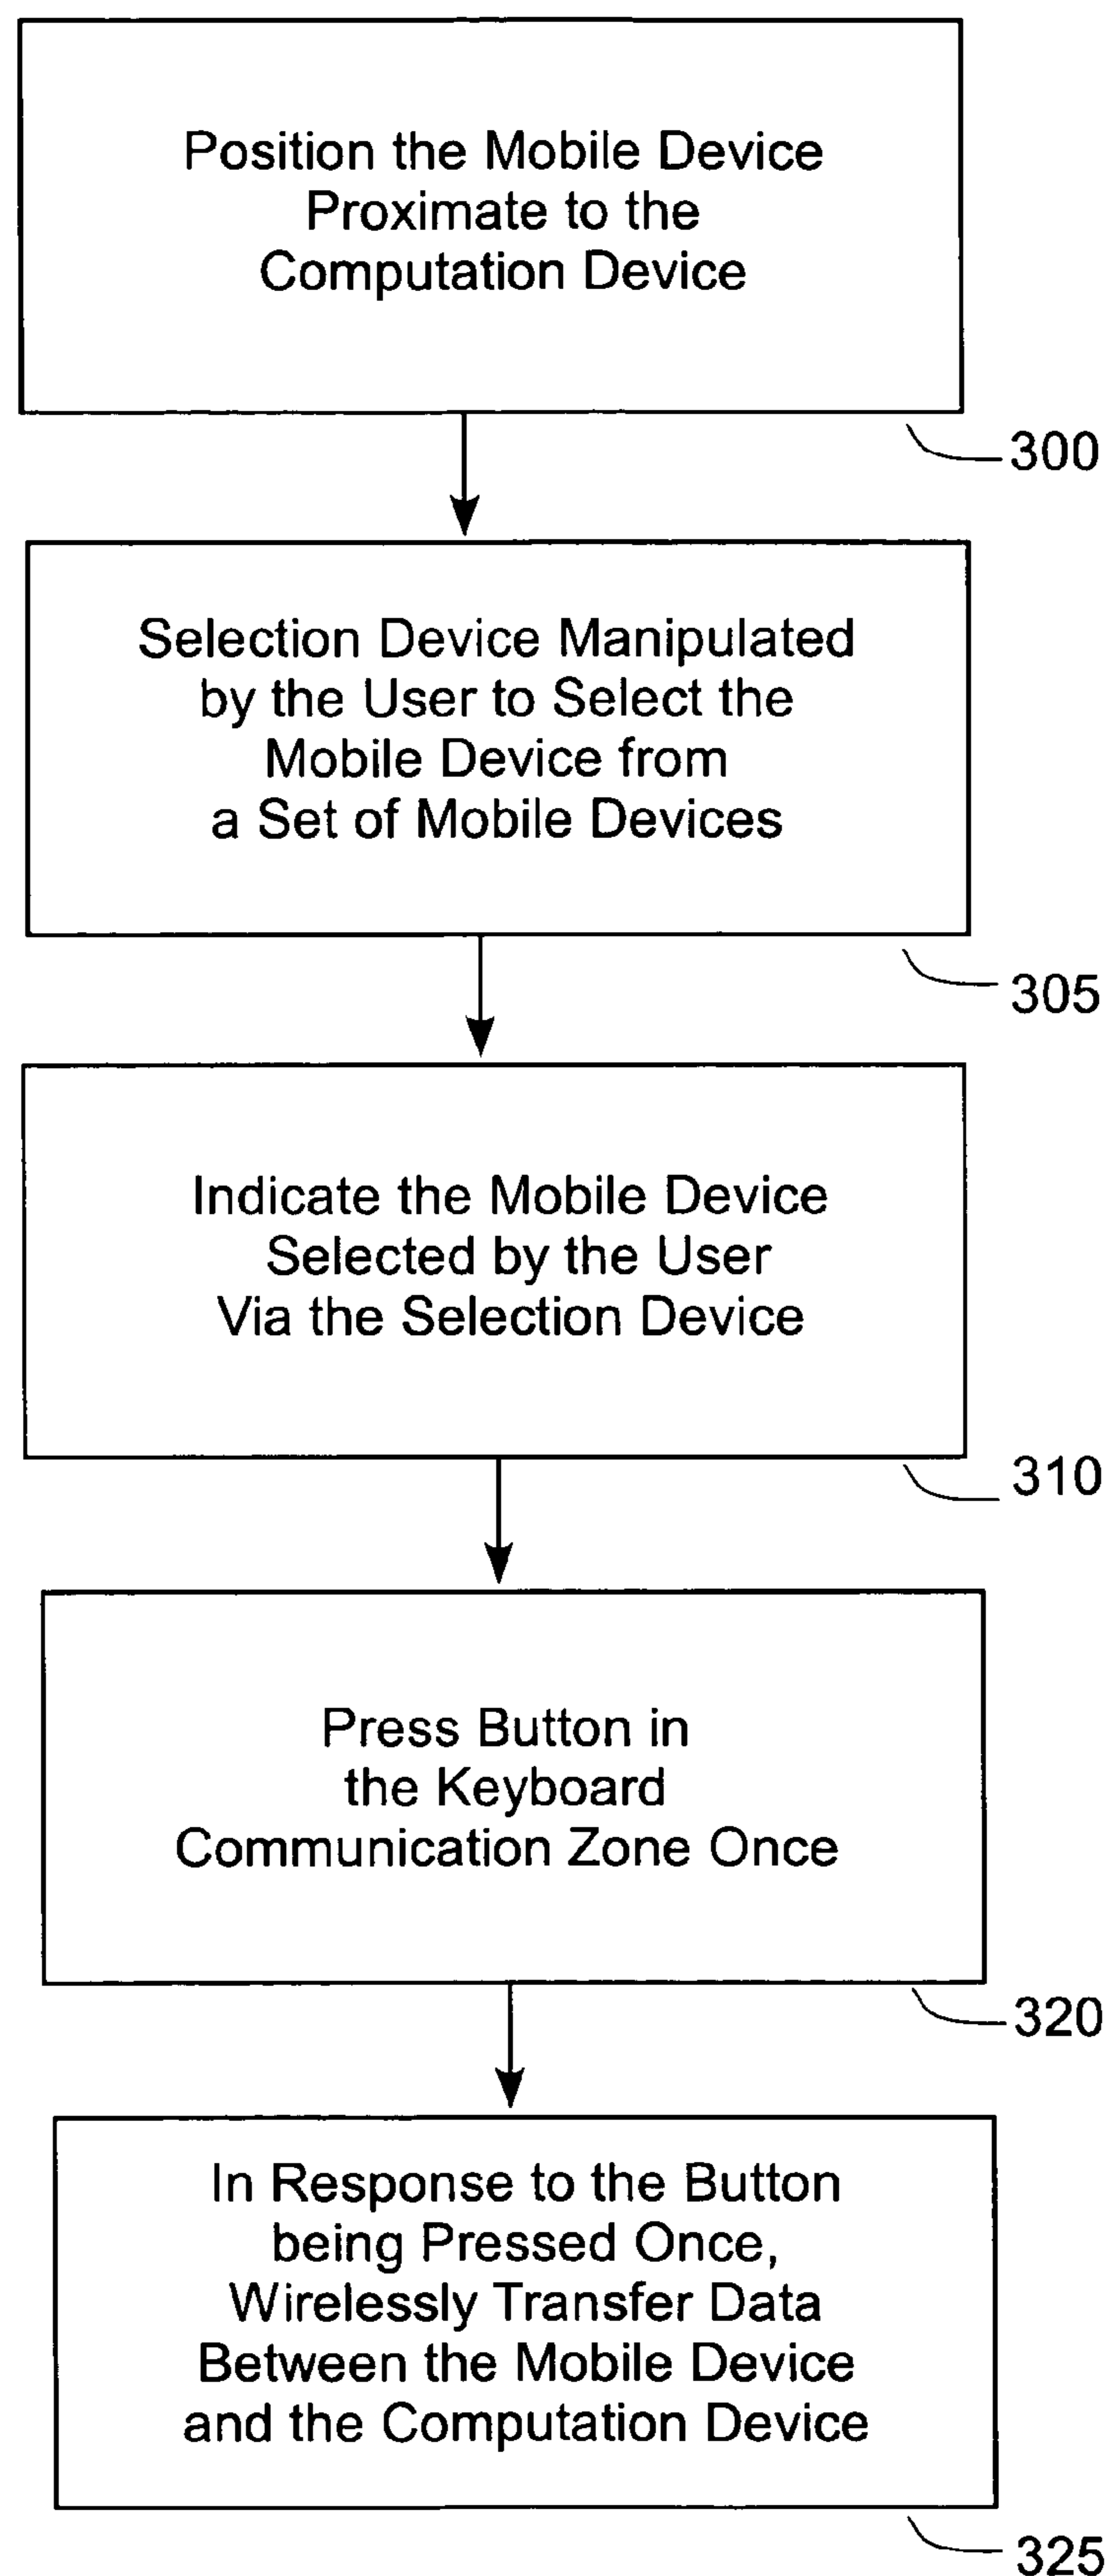 Position the Mobile Device
Proximate to the
Computation Device
300
Selection Device Manipulated
by the User to Select the
Mobile Device from
a Set of Mobile Devices
305
Indicate the Mobile Device
Selected by the User
Via the Selection Device
310
Press Button in
the Keyboard
Communication Zone Once
320
In Response to the Button
being Pressed Once,
Wirelessly Transfer Data
Between the Mobile Device
and the Computation Device
325